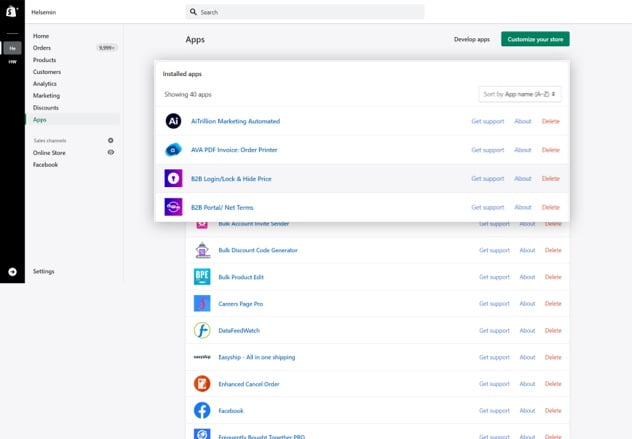 Helsemin
Search
Home
Orders 9,999+
Products
Customers
Analytics
Marketing
Discounts
Apps
Sales channels
Online Store
Facebook
Settings
He
HW
Apps
Develop apps
Customize your store
Installed apps
Showing 40 apps
Sort by App name (A–Z)
Ai
AiTrillion Marketing Automated Get support About Delete
AVA PDF Invoice: Order Printer Get support About Delete
B2B Login/Lock & Hide Price Get support About Delete
B2B Portal/ Net Terms Get support About Delete
Bulk Account Invite Sender Get support About Delete
Bulk Discount Code Generator Get support About Delete
BPE
Bulk Product Edit Get support About Delete
Careers Page Pro Get support About Delete
DataFeedWatch Get support About Delete
easyship
Easyship - All in one shipping Get support About Delete
Enhanced Cancel Order Get support About Delete
Facebook Get support About Delete
Frequently Bought Together PRO Get support About Delete